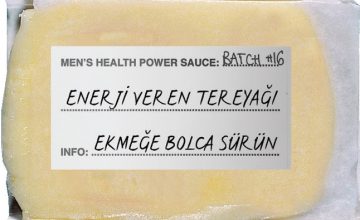 MEN'S HEALTH POWER SAUCE: BATCH #16
ENERJİ VEREN TEREYAĞI
INFO: EKMEĞE BOLCA SÜRÜN